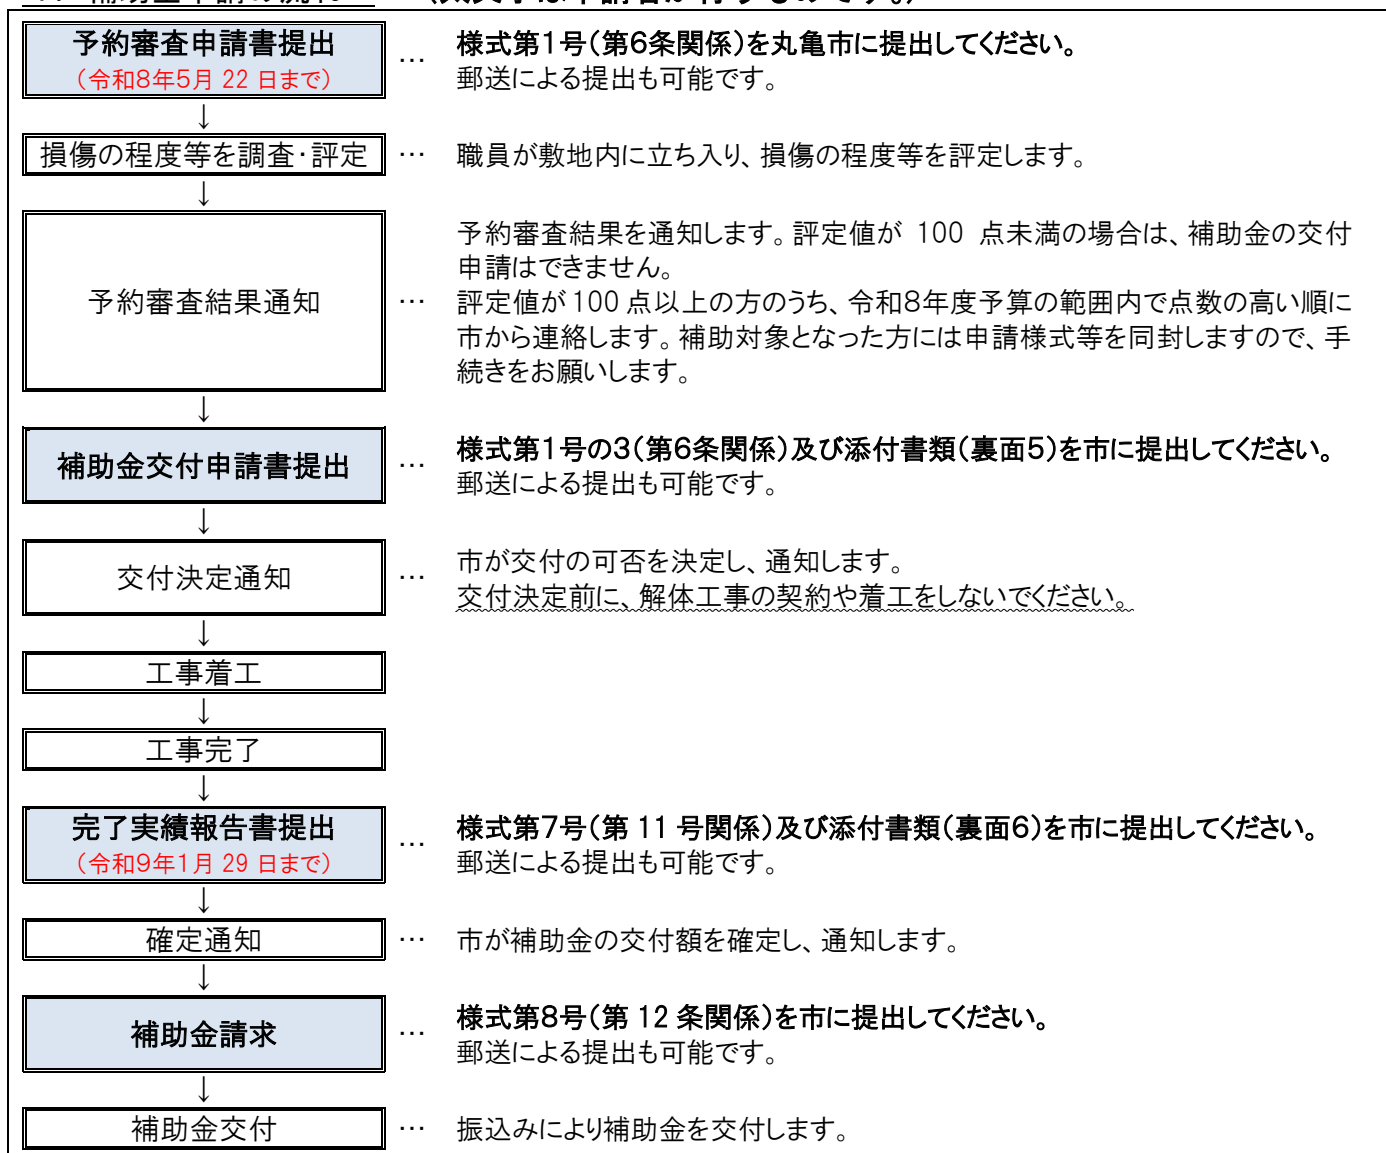 予約審査申請書提出
(令和8年5月 22 日まで)
… 様式第1号(第6条関係)を丸亀市に提出してください。
郵送による提出も可能です。
↓
損傷の程度等を調査・評定 … 職員が敷地内に立ち入り、損傷の程度等を評定します。
↓
予約審査結果通知 …
予約審査結果を通知します。評定値が 100 点未満の場合は、補助金の交付
申請はできません。
評定値が 100 点以上の方のうち、令和8年度予算の範囲内で点数の高い順に
市から連絡します。補助対象となった方には申請様式等を同封しますので、手
続きをお願いします。
↓
補助金交付申請書提出 …
様式第1号の3(第6条関係)及び添付書類(裏面5)を市に提出してください。
郵送による提出も可能です。
↓
交付決定通知 …
市が交付の可否を決定し、通知します。
交付決定前に、解体工事の契約や着工をしないでください。
↓
工事着工
↓
工事完了
↓
完了実績報告書提出
(令和9年1月 29 日まで)
… 様式第7号(第 11 号関係)及び添付書類(裏面6)を市に提出してください。
郵送による提出も可能です。
↓
確定通知 … 市が補助金の交付額を確定し、通知します。
↓
補助金請求 …
様式第8号(第 12 条関係)を市に提出してください。
郵送による提出も可能です。
↓
補助金交付 … 振込みにより補助金を交付します。